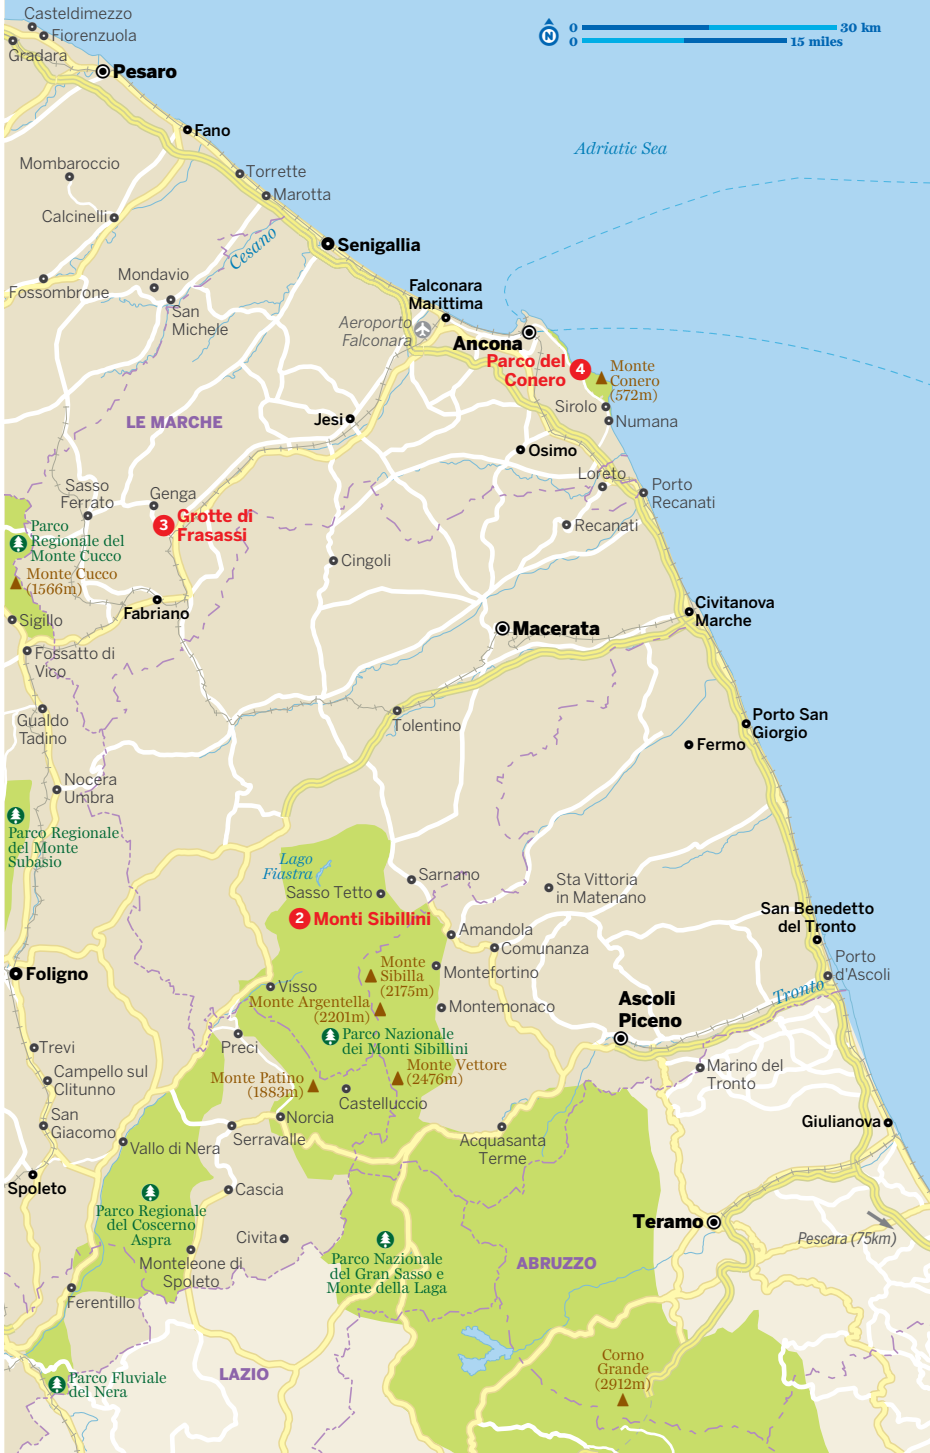 Casteldimezzo
Fiorenzuola
Gradara
Pesaro
0
30 km
N
0
15 miles
Fano
Adriatic Sea
Mombaroccio
Torrette
Marotta
Calcinelli
Cesano
Senigallia
Mondavio
Fossombrone
San
Michele
Falconara
Marittima
Aeroporto
Falconara
Ancona
Parco del
Conero
4
Monte
Conero
(572m)
Sirolo
Numana
LE MARCHE
Jesi
Osimo
Loreto
Porto
Recanati
Sasso
Ferrato
Genga
3
Grotte di
Frasassi
Recanati
Parco
Regionale del
Monte Cucco
Monte Cucco
(1566m)
Cingoli
Fabriano
Sigillo
Civitanova
Marche
Macerata
Fossatto di
Vico
Gualdo
Tadino
Tolentino
Porto San
Giorgio
Fermo
Nocera
Umbra
Parco Regionale
del Monte
Subasio
Lago
Fiastra
Sarnano
Sasso Tetto
Sta Vittoria
in Matenano
2
Monti Sibillini
San Benedetto
del Tronto
Amandola
Comunanza
Foligno
Monte
Sibilla
(2175m)
Montefortino
Porto
d'Ascoli
Visso
Tronto
Monte Argentella
(2201m)
Montemonaco
Ascoli
Piceno
Preci
Parco Nazionale
dei Monti Sibillini
Trevi
Campello sul
Clitunno
Monte Patino
(1883m)
Monte Vettore
(2476m)
Marino del
Tronto
Castelluccio
San
Giacomo
Norcia
Serravalle
Vallo di Nera
Acquasanta
Terme
Giulianova
Spoleto
Cascia
Parco Regionale
del Coscerno
Aspra
Teramo
Civita
Pescara (75km)
Monteleone di
Spoleto
Parco Nazionale
del Gran Sasso e
Monte della Laga
ABRUZZO
Ferentillo
LAZIO
Corno
Grande
(2912m)
Parco Fluviale
del Nera